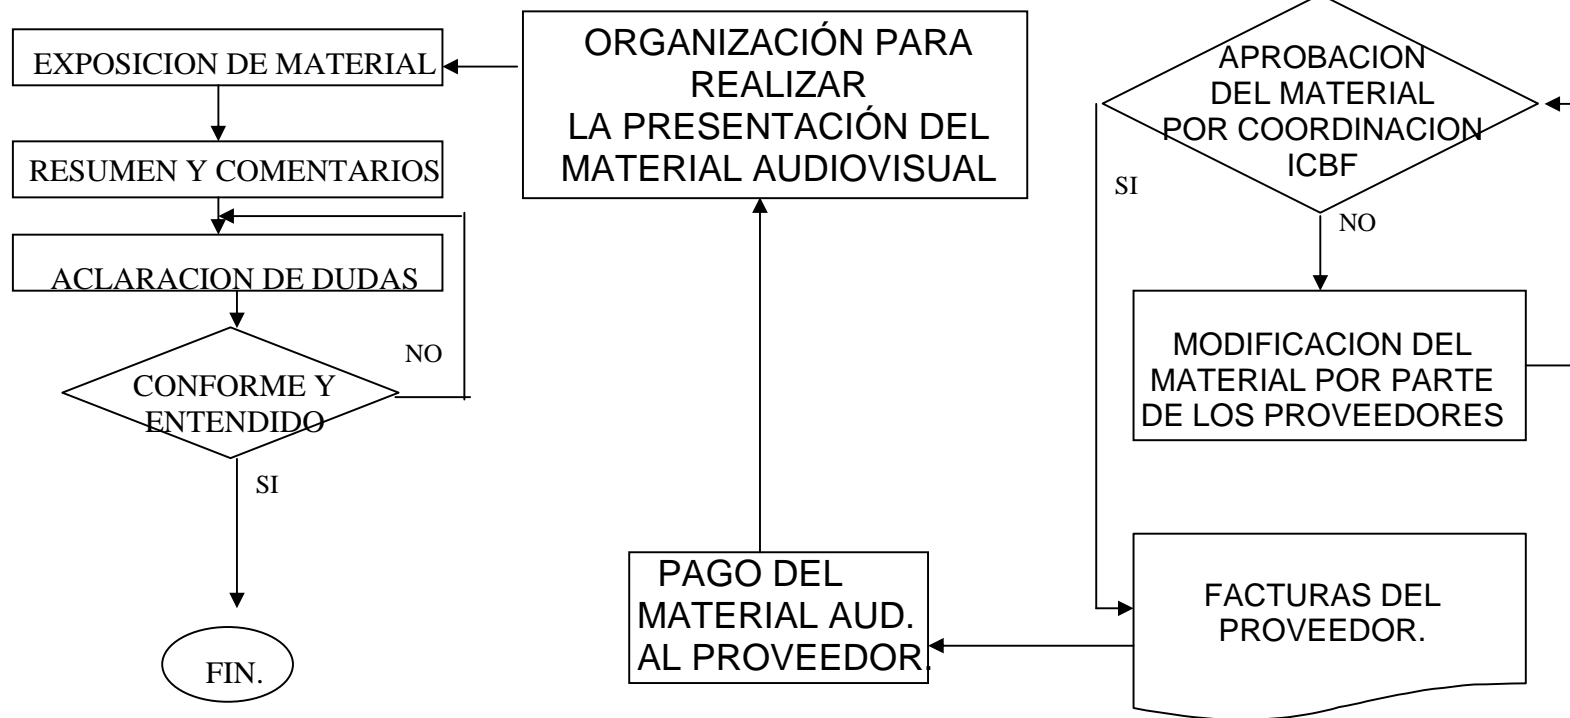 EXPOSICION DE MATERIAL
RESUMEN Y COMENTARIOS
ACLARACION DE DUDAS
CONFORME Y
ENTENDIDO
NO
SI
FIN.
ORGANIZACIÓN PARA
REALIZAR
LA PRESENTACIÓN DEL
MATERIAL AUDIOVISUAL
PAGO DEL
MATERIAL AUD.
AL PROVEEDOR.
APROBACION
DEL MATERIAL
POR COORDINACION
ICBF
SI
NO
MODIFICACION DEL
MATERIAL POR PARTE
DE LOS PROVEEDORES
FACTURAS DEL
PROVEEDOR.